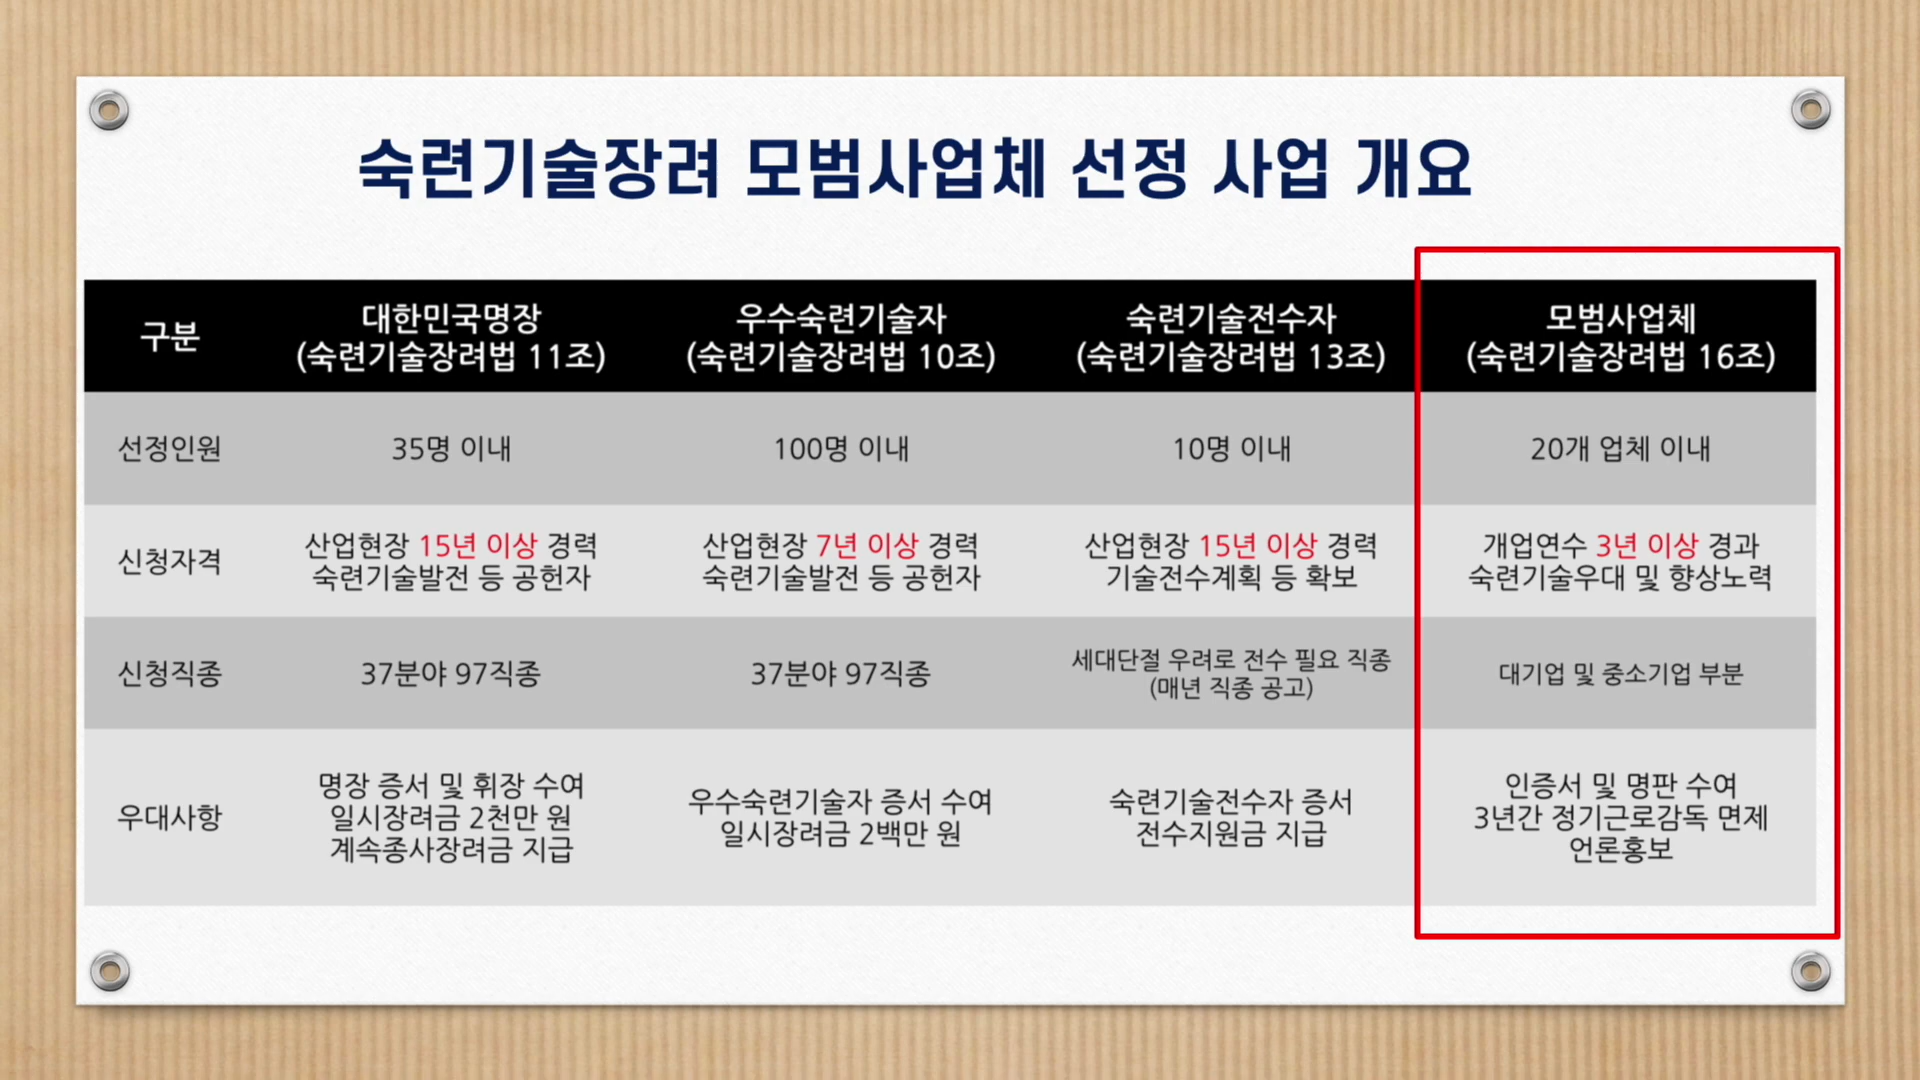 숙련기술장려 모범사업체 선정 사업 개요
구분
대한민국명장
(숙련기술장려법 11조)
우수숙련기술자
(숙련기술장려법 10조)
숙련기술전수자
(숙련기술장려법 13조)
모범사업체
(숙련기술장려법 16조)
선정인원
35명 이내
100명 이내
10명 이내
20개 업체 이내
신청자격
산업현장 15년 이상 경력
숙련기술발전 등 공헌자
산업현장 7년 이상 경력
숙련기술발전 등 공헌자
산업현장 15년 이상 경력
기술전수계획 등 확보
개업연수 3년 이상 경과
숙련기술우대 및 향상노력
신청직종
37분야 97직종
37분야 97직종
세대단절 우려로 전수 필요 직종
(매년 직종 공고)
대기업 및 중소기업 부분
우대사항
명장 증서 및 휘장 수여
일시장려금 2천만 원
계속종사장려금 지급
우수숙련기술자 증서 수여
일시장려금 2백만 원
숙련기술전수자 증서
전수지원금 지급
인증서 및 명판 수여
3년간 정기근로감독 면제
언론홍보